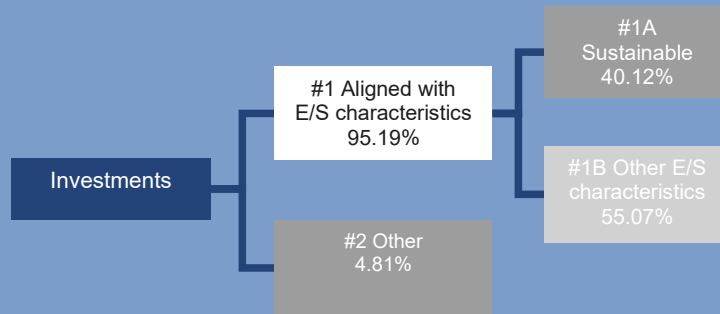 #1A
Sustainable
40.12%
#1 Aligned with
E/S characteristics
95.19%
Investments
#1B Other E/S
characteristics
55.07%
#2 Other
4.81%